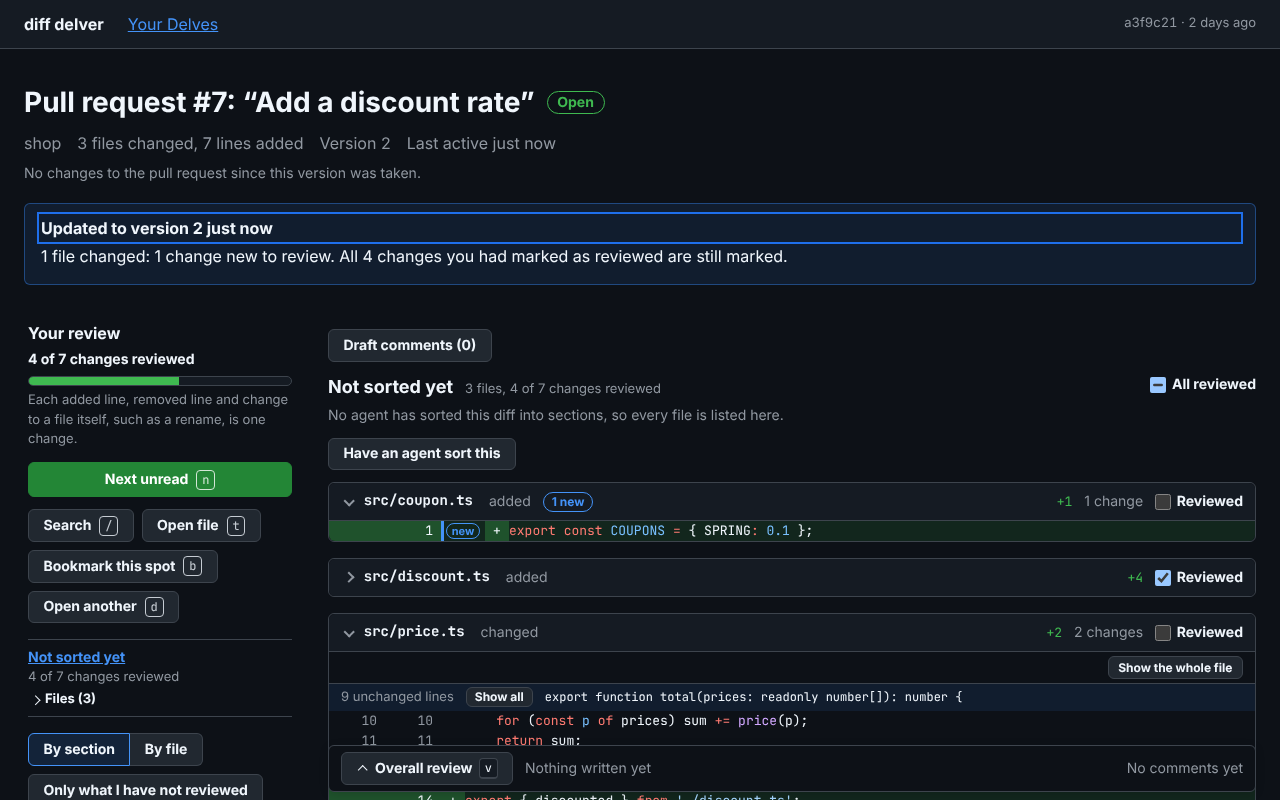 diff delver Your Delves a3f9c21 · 2 days ago
Pull request #7: “Add a discount rate” Open
shop 3 files changed, 7 lines added Version 2 Last active just now
No changes to the pull request since this version was taken.
Updated to version 2 just now
1 file changed: 1 change new to review. All 4 changes you had marked as reviewed are still marked.
Your review
4 of 7 changes reviewed
Each added line, removed line and change
to a file itself, such as a rename, is one
change.
Next unread n
Search / Open file t
Bookmark this spot b
Open another d
Not sorted yet
4 of 7 changes reviewed
Files (3)
By section By file
Only what I have not reviewed
Draft comments (0)
Not sorted yet 3 files, 4 of 7 changes reviewed All reviewed
No agent has sorted this diff into sections, so every file is listed here.
Have an agent sort this
src/coupon.ts added 1 new +1 1 change Reviewed
1 new + export const COUPONS = { SPRING: 0.1 };
src/discount.ts added +4 Reviewed
src/price.ts changed +2 2 changes Reviewed
Show the whole file
9 unchanged lines Show all export function total(prices: readonly number[]): number {
10 10 for (const p of prices) sum += price(p);
11 11 return sum;
Overall review v Nothing written yet No comments yet
14 + export { discounted } from './discount.ts';